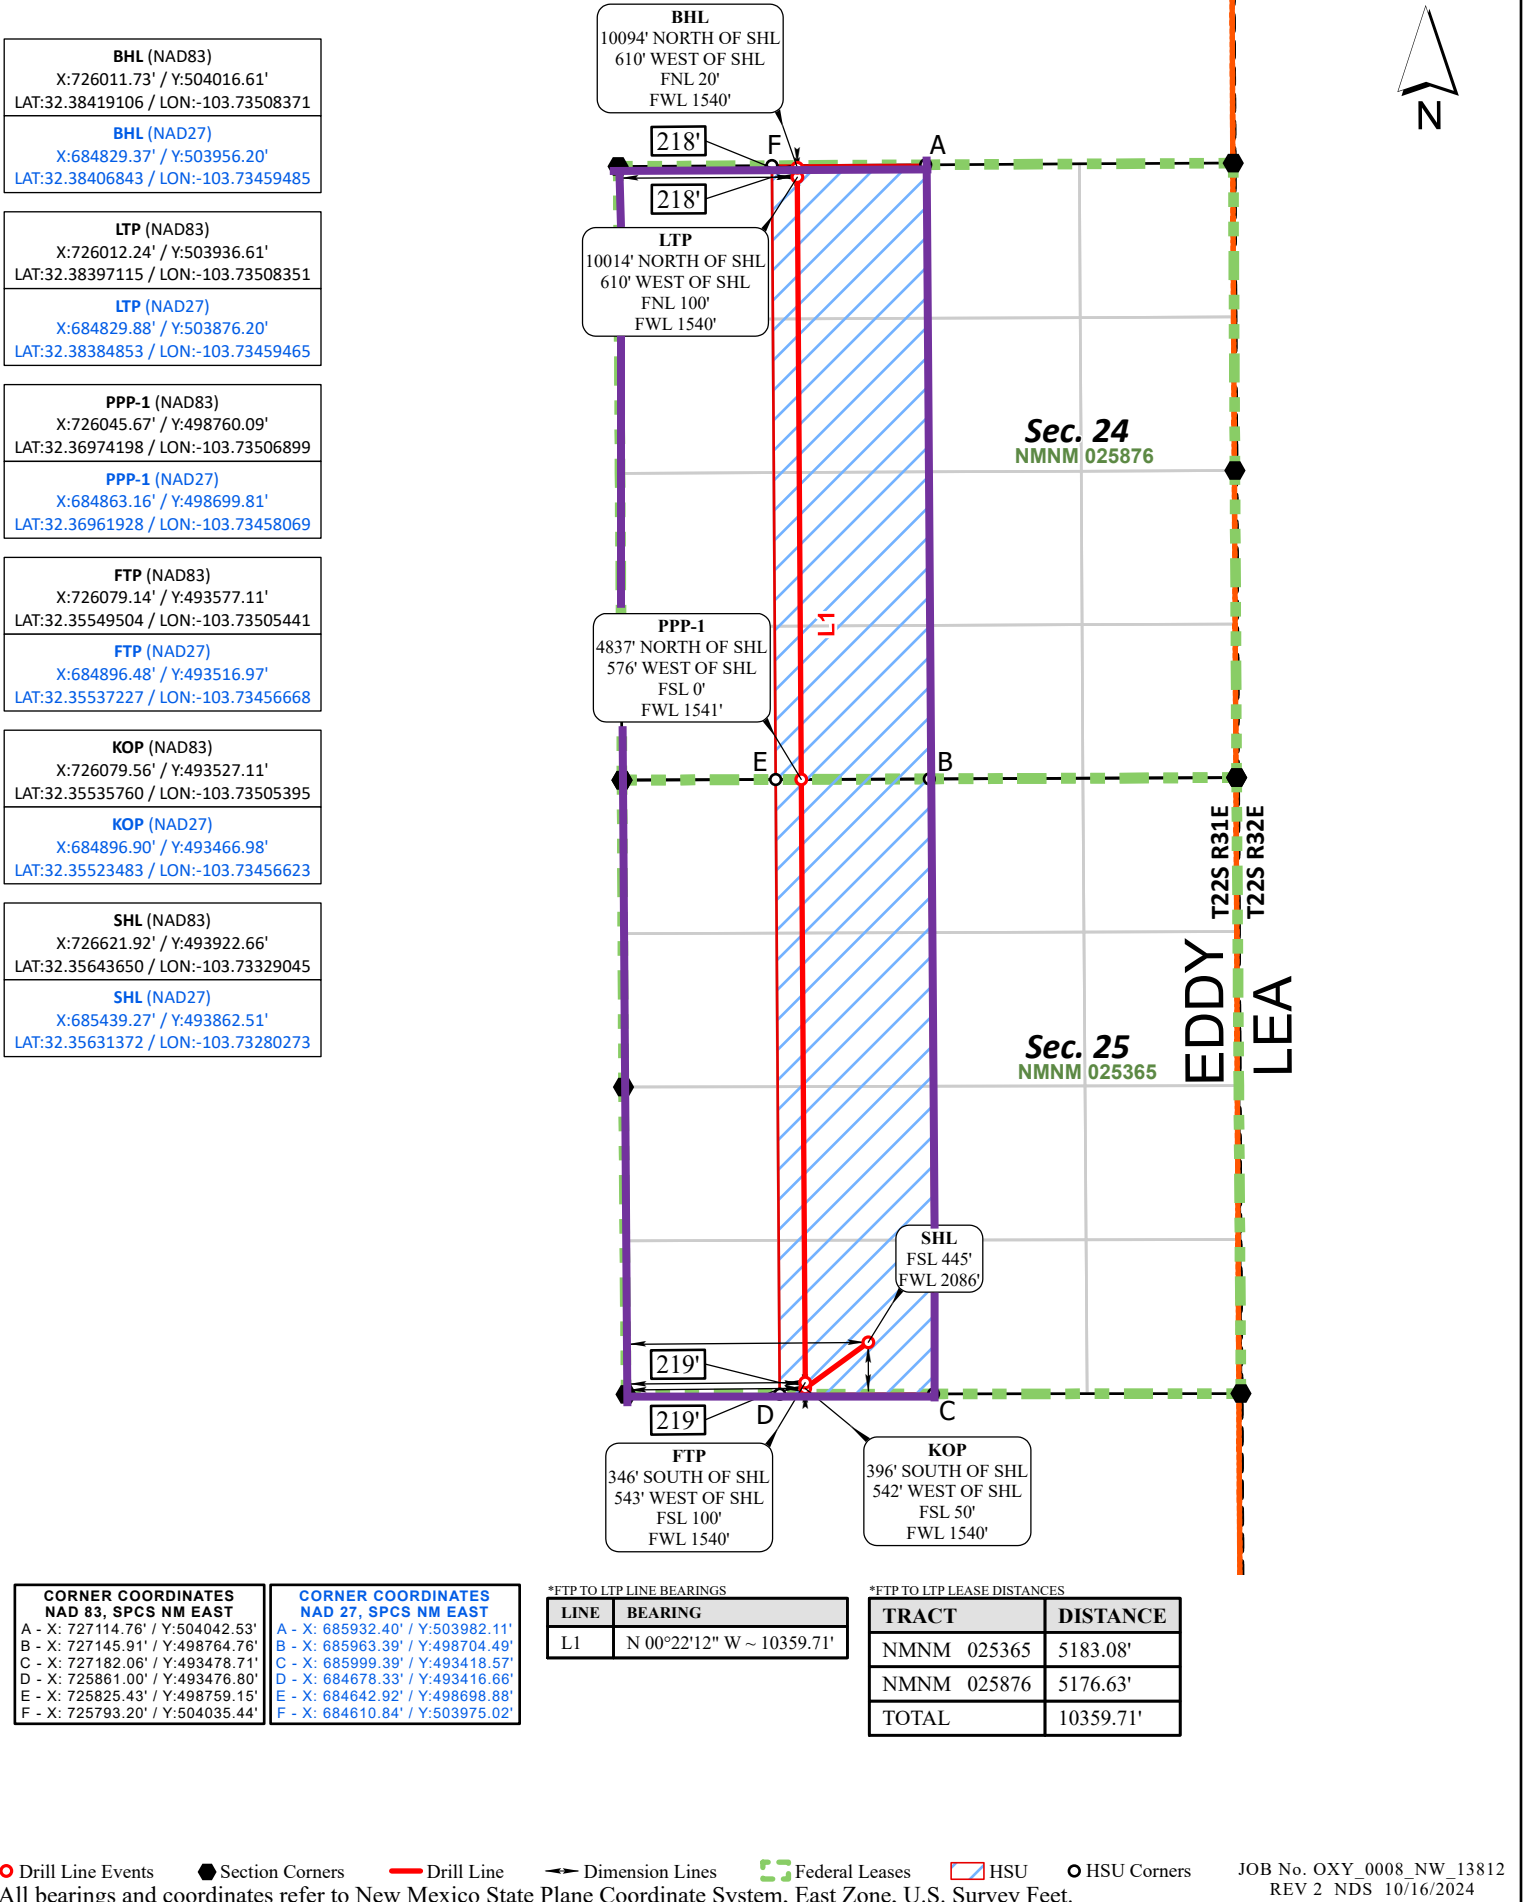 BHL
10094' NORTH OF SHL
610' WEST OF SHL
FNL 20'
FWL 1540'
N
BHL (NAD83)
X:726011.73' / Y:504016.61'
LAT:32.38419106 / LON:-103.73508371
BHL (NAD27)
X:684829.37' / Y:503956.20'
LAT:32.38406843 / LON:-103.73459485
LTP (NAD83)
X:726012.24' / Y:503936.61'
LAT:32.38397115 / LON:-103.73508351
LTP (NAD27)
X:684829.88' / Y:503876.20'
LAT:32.38384853 / LON:-103.73459465
PPP-1 (NAD83)
X:726045.67' / Y:498760.09'
LAT:32.36974198 / LON:-103.73506899
PPP-1 (NAD27)
X:684863.16' / Y:498699.81'
LAT:32.36961928 / LON:-103.73458069
FTP (NAD83)
X:726079.14' / Y:493577.11'
LAT:32.35549504 / LON:-103.73505441
FTP (NAD27)
X:684896.48' / Y:493516.97'
LAT:32.35537227 / LON:-103.73456668
KOP (NAD83)
X:726079.56' / Y:493527.11'
LAT:32.35535760 / LON:-103.73505395
KOP (NAD27)
X:684896.90' / Y:493466.98'
LAT:32.35523483 / LON:-103.73456623
SHL (NAD83)
X:726621.92' / Y:493922.66'
LAT:32.35643650 / LON:-103.73329045
SHL (NAD27)
X:685439.27' / Y:493862.51'
LAT:32.35631372 / LON:-103.73280273
218'
F
A
218'
LTP
10014' NORTH OF SHL
610' WEST OF SHL
FNL 100'
FWL 1540'
Sec. 24
NMNM 025876
L1
PPP-1
4837' NORTH OF SHL
576' WEST OF SHL
FSL 0'
FWL 1541'
E
B
T22S R31E
T22S R32E
EDDY
LEA
Sec. 25
NMNM 025365
SHL
FSL 445'
FWL 2086'
219'
219'
D
C
FTP
346' SOUTH OF SHL
543' WEST OF SHL
FSL 100'
FWL 1540'
KOP
396' SOUTH OF SHL
542' WEST OF SHL
FSL 50'
FWL 1540'
CORNER COORDINATES
NAD 83, SPCS NM EAST
A - X: 727114.76' / Y:504042.53'
B - X: 727145.91' / Y:498764.76'
C - X: 727182.06' / Y:493478.71'
D - X: 725861.00' / Y:493476.80'
E - X: 725825.43' / Y:498759.15'
F - X: 725793.20' / Y:504035.44'
CORNER COORDINATES
NAD 27, SPCS NM EAST
A - X: 685932.40' / Y:503982.11'
B - X: 685963.39' / Y:498704.49'
C - X: 685999.39' / Y:493418.57'
D - X: 684678.33' / Y:493416.66'
E - X: 684642.92' / Y:498698.88'
F - X: 684610.84' / Y:503975.02'
*FTP TO LTP LINE BEARINGS
LINE BEARING
L1 N 00°22'12" W ~ 10359.71'
*FTP TO LTP LEASE DISTANCES
TRACT DISTANCE
NMNM 025365 5183.08'
NMNM 025876 5176.63'
TOTAL 10359.71'
Drill Line Events Section Corners Drill Line Dimension Lines Federal Leases HSU HSU Corners
JOB No. OXY_0008_NW_13812
REV 2 NDS 10/16/2024
All bearings and coordinates refer to New Mexico State Plane Coordinate System, East Zone, U.S. Survey Feet.